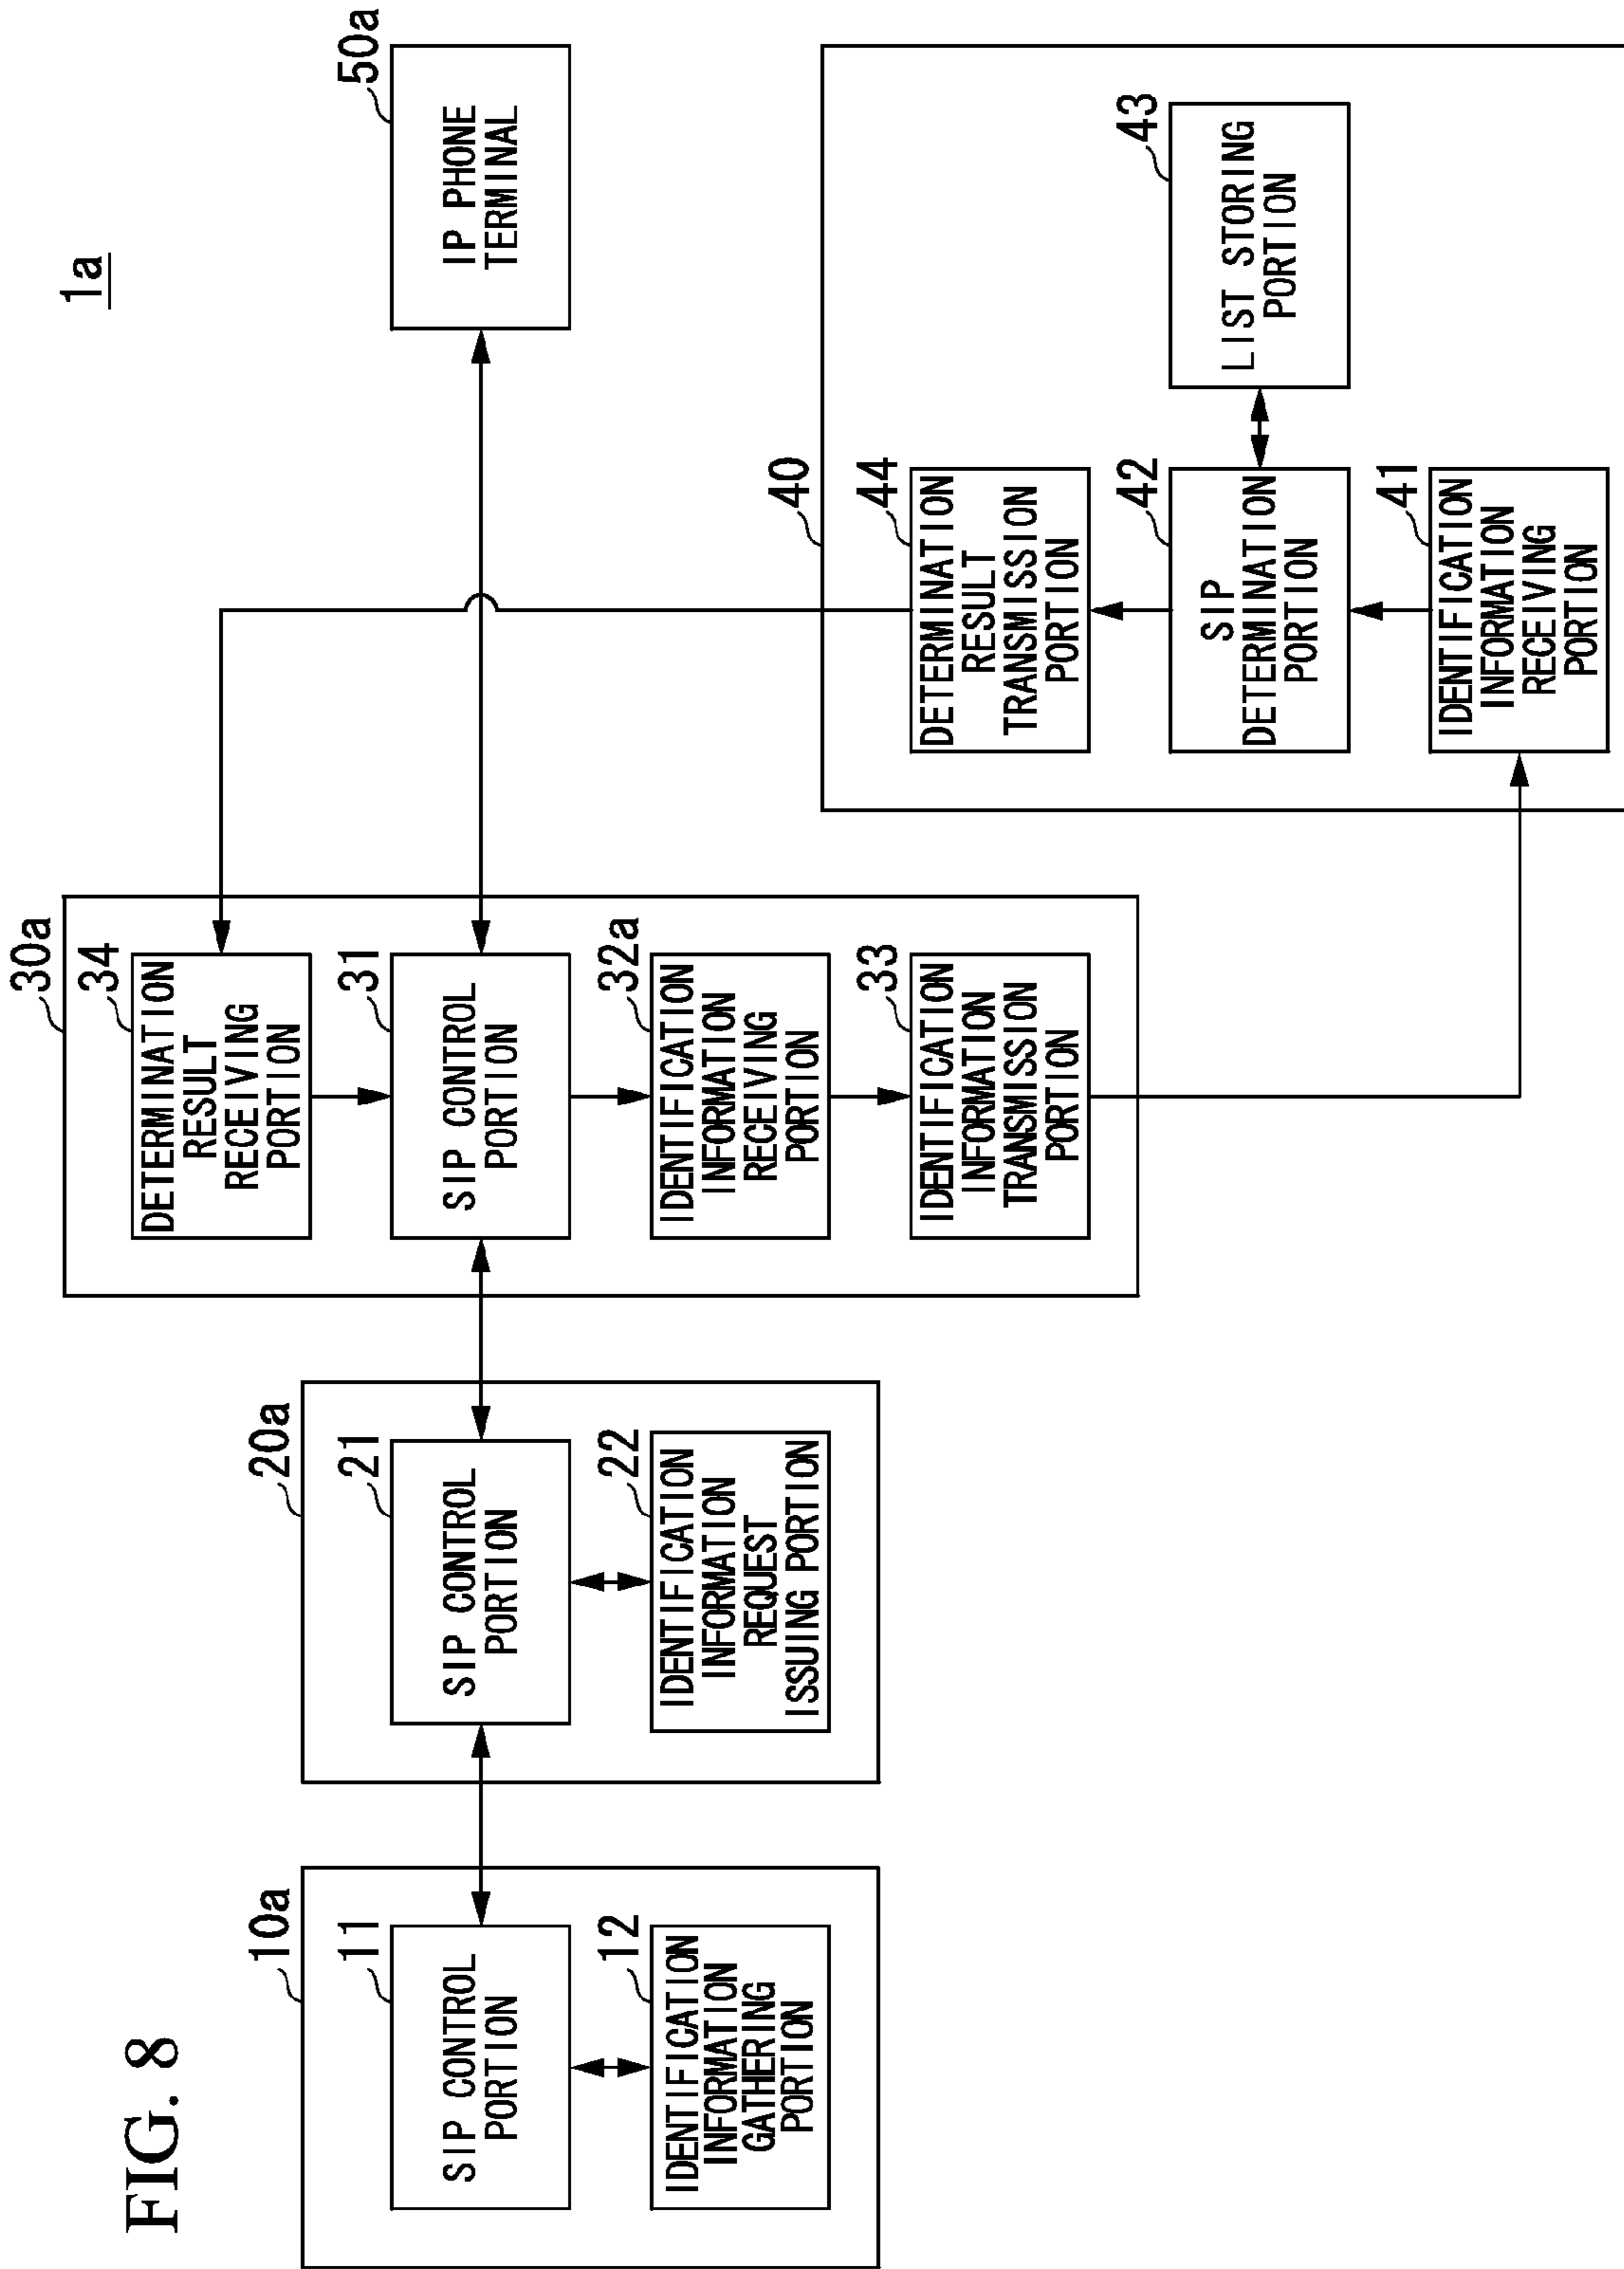 FIG. 8
1a
10a
11
SIP CONTROL
PORTION
12
IDENTIFICATION
INFORMATION
GATHERING
PORTION
20a
21
SIP CONTROL
PORTION
22
IDENTIFICATION
INFORMATION
REQUEST
ISSUING PORTION
30a
34
DETERMINATION
RESULT
RECEIVING
PORTION
31
SIP CONTROL
PORTION
32a
IDENTIFICATION
INFORMATION
RECEIVING
PORTION
33
IDENTIFICATION
INFORMATION
TRANSMISSION
PORTION
50a
IP PHONE
TERMINAL
40
44
DETERMINATION
RESULT
TRANSMISSION
PORTION
42
SIP
DETERMINATION
PORTION
43
LIST STORING
PORTION
41
IDENTIFICATION
INFORMATION
RECEIVING
PORTION